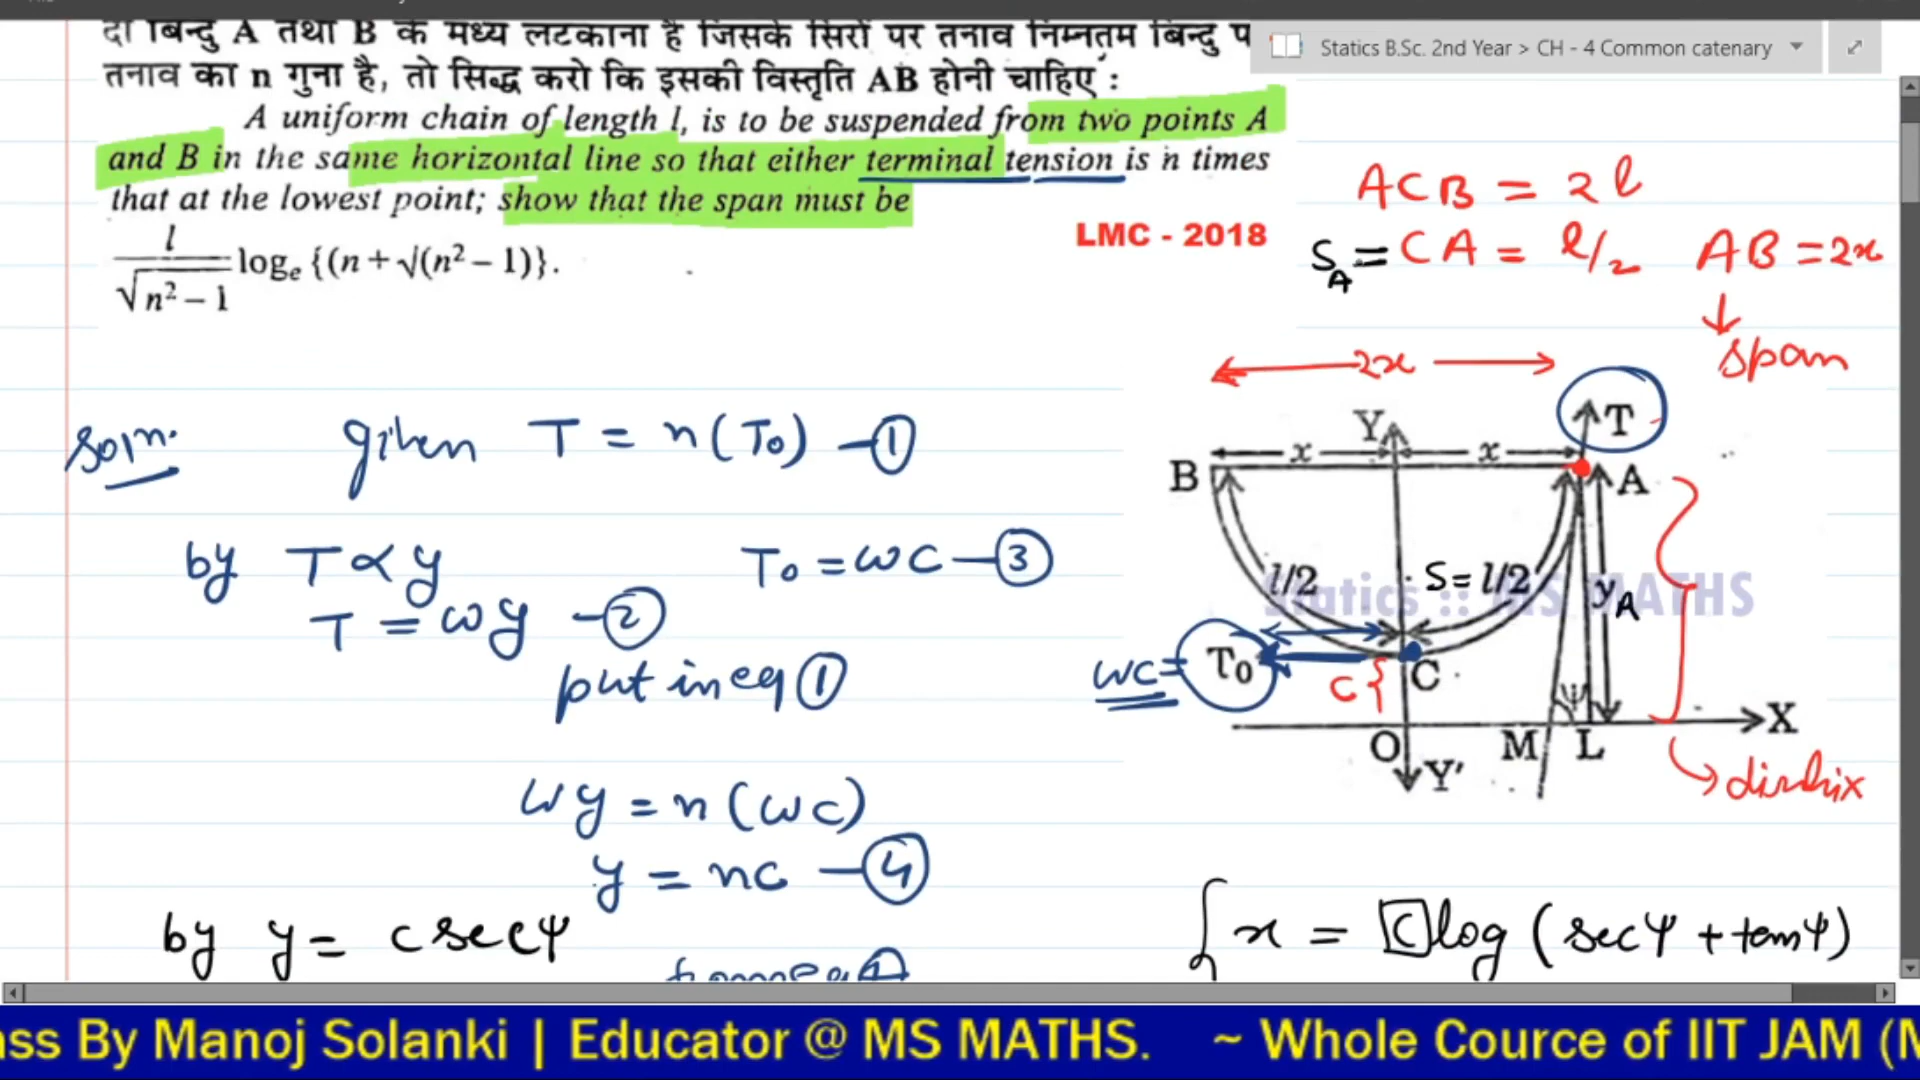 दो बिन्दु A तथा B के मध्य लटकाना है जिसके सिरों पर तनाव निम्नतम बिन्दु प
तनाव का n गुना है, तो सिद्ध करो कि इसकी विस्तृति AB होनी चाहिए :
Statics B.Sc. 2nd Year > CH - 4 Common catenary
A uniform chain of length l, is to be suspended from two points A
and B in the same horizontal line so that either terminal tension is n times
that at the lowest point; show that the span must be
l/√n² – 1 logₑ {(n + √(n² – 1)}.
LMC - 2018
ACB = 2l
S_A = CA = l/2 AB = 2x
↓
span
2x
Soln. given T = n(T₀) —①
by T ∝ y T₀ = wc —③
T = wy —②
put in eq ①
wy = n(wc)
y = nc —④
by y = c secψ
Y T
x x
B A
l/2 S = l/2 y_A
Statics :: MS MATHS
wc = T₀ C
c {
ψ
O M L X
Y'
x = c log (secψ + tanψ)
ass By Manoj Solanki | Educator @ MS MATHS. ~ Whole Cource of IIT JAM (M